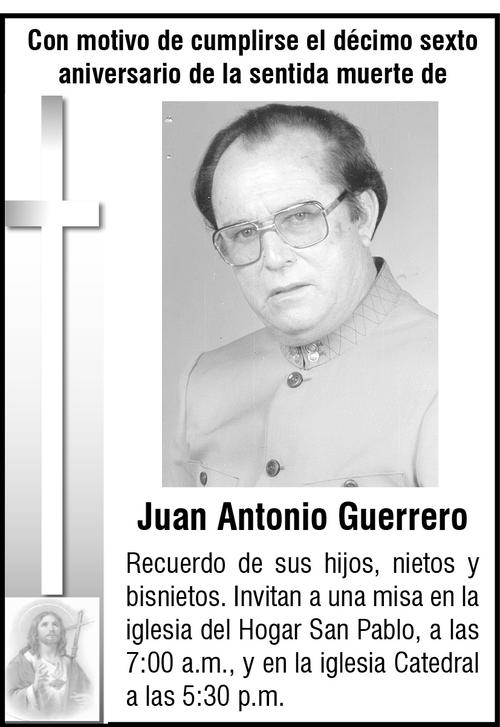 Con motivo de cumplirse el décimo sexto
aniversario de la sentida muerte de
Juan Antonio Guerrero
Recuerdo de sus hijos, nietos y
bisnietos. Invitan a una misa en la
iglesia del Hogar San Pablo, a las
7:00 a.m., y en la iglesia Catedral
a las 5:30 p.m.